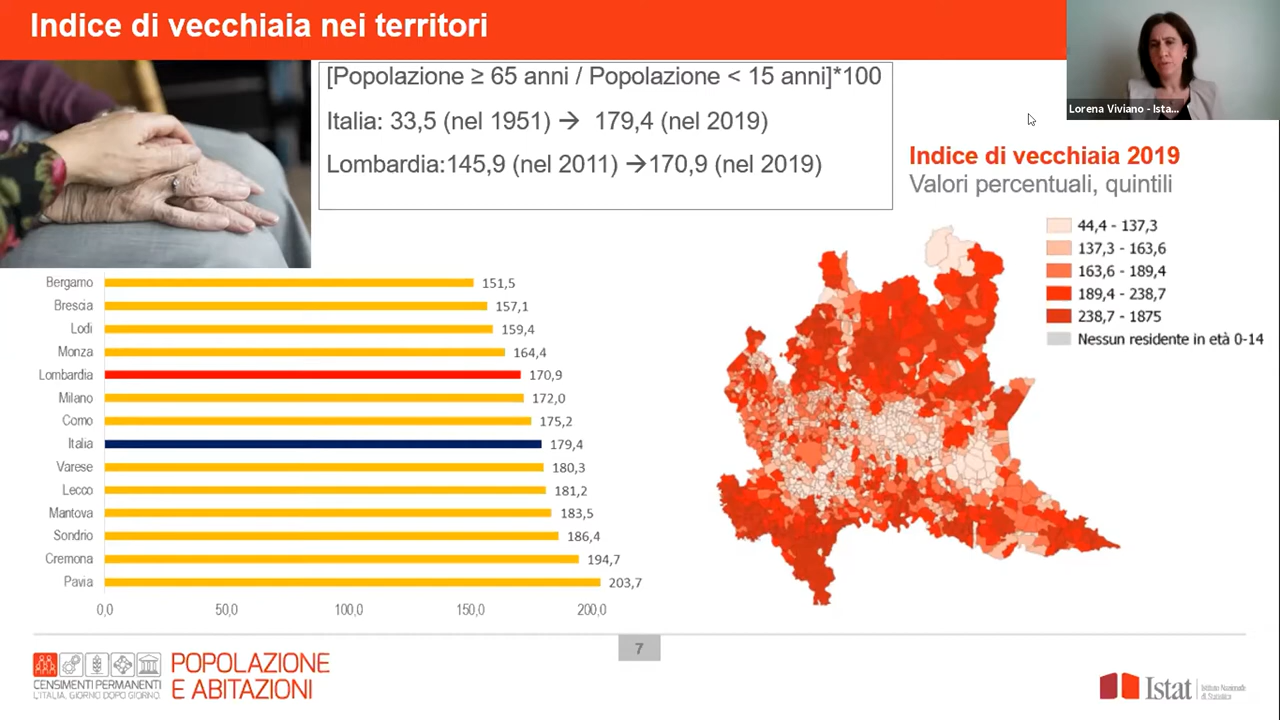 Indice di vecchiaia nei territori
[Popolazione ≥ 65 anni / Popolazione < 15 anni]*100
Italia: 33,5 (nel 1951) → 179,4 (nel 2019)
Lombardia:145,9 (nel 2011) →170,9 (nel 2019)
Lorena Viviano - Ista...
Indice di vecchiaia 2019
Valori percentuali, quintili
44,4 - 137,3
137,3 - 163,6
163,6 - 189,4
189,4 - 238,7
238,7 - 1875
Nessun residente in età 0-14
Bergamo 151,5
Brescia 157,1
Lodi 159,4
Monza 164,4
Lombardia 170,9
Milano 172,0
Como 175,2
Italia 179,4
Varese 180,3
Lecco 181,2
Mantova 183,5
Sondrio 186,4
Cremona 194,7
Pavia 203,7
0,0 50,0 100,0 150,0 200,0
7
CENSIMENTI PERMANENTI
L'ITALIA, GIORNO DOPO GIORNO
POPOLAZIONE
E ABITAZIONI
Istat
Istituto Nazionale
di Statistica